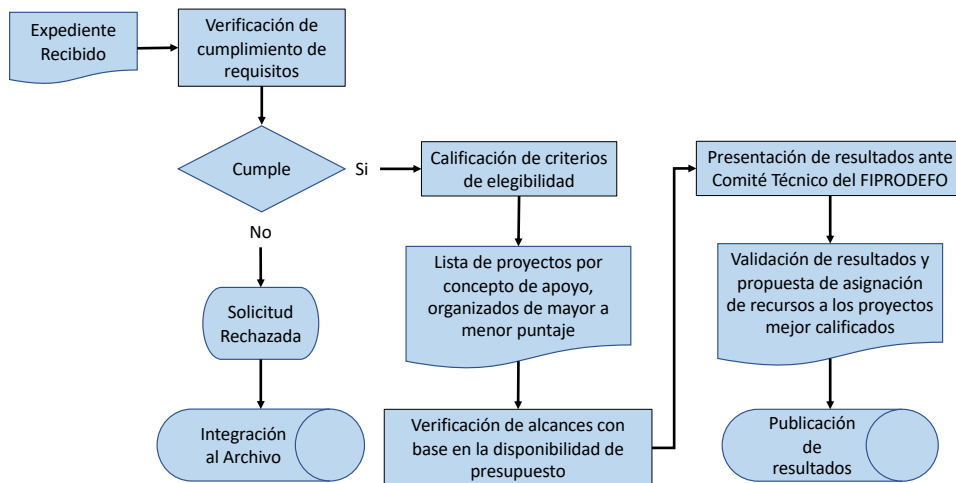 Expediente
Recibido
Verificación de
cumplimiento de
requisitos
Cumple
Si
No
Solicitud
Rechazada
Integración
al Archivo
Calificación de criterios
de elegibilidad
Lista de proyectos por
concepto de apoyo,
organizados de mayor a
menor puntaje
Verificación de alcances con
base en la disponibilidad de
presupuesto
Presentación de resultados ante
Comité Técnico del FIPRODEFO
Validación de resultados y
propuesta de asignación
de recursos a los proyectos
mejor calificados
Publicación
de
resultados